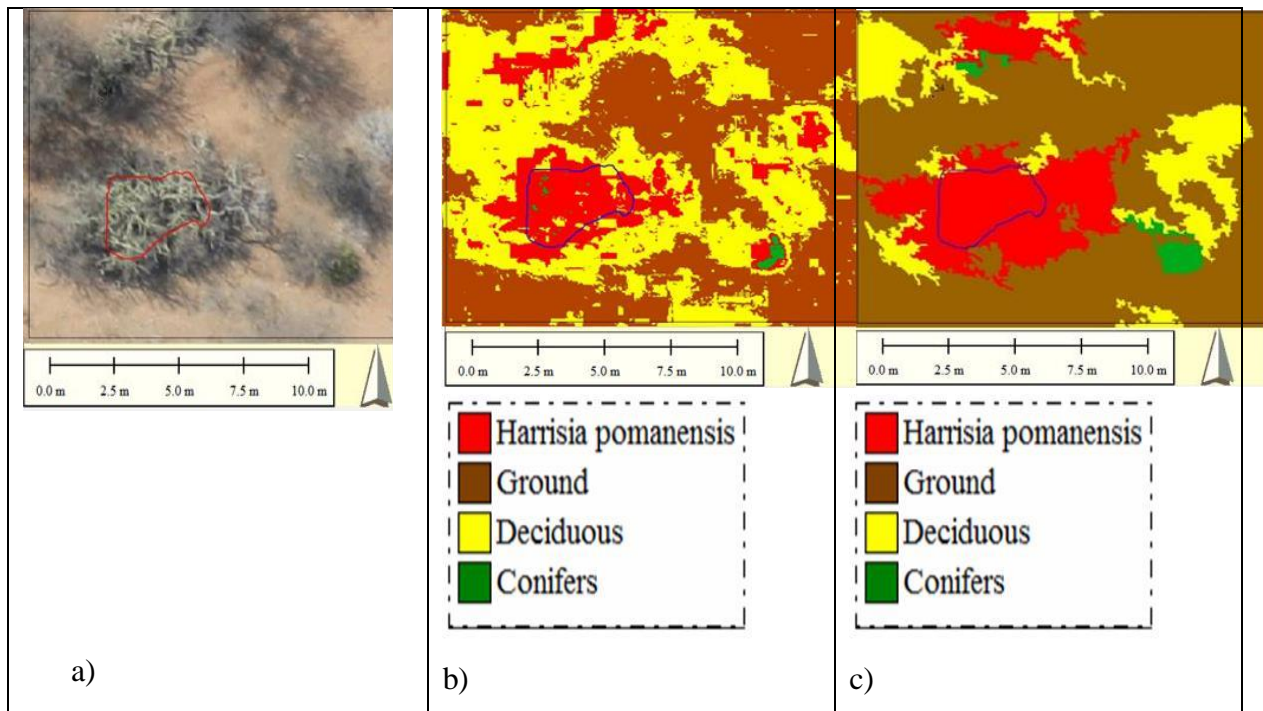 0.0 m 2.5 m 5.0 m 7.5 m 10.0 m
a)
0.0 m 2.5 m 5.0 m 7.5 m 10.0 m
Harrisia pomanensis
Ground
Deciduous
Conifers
b)
0.0 m 2.5 m 5.0 m 7.5 m 10.0 m
Harrisia pomanensis
Ground
Deciduous
Conifers
c)